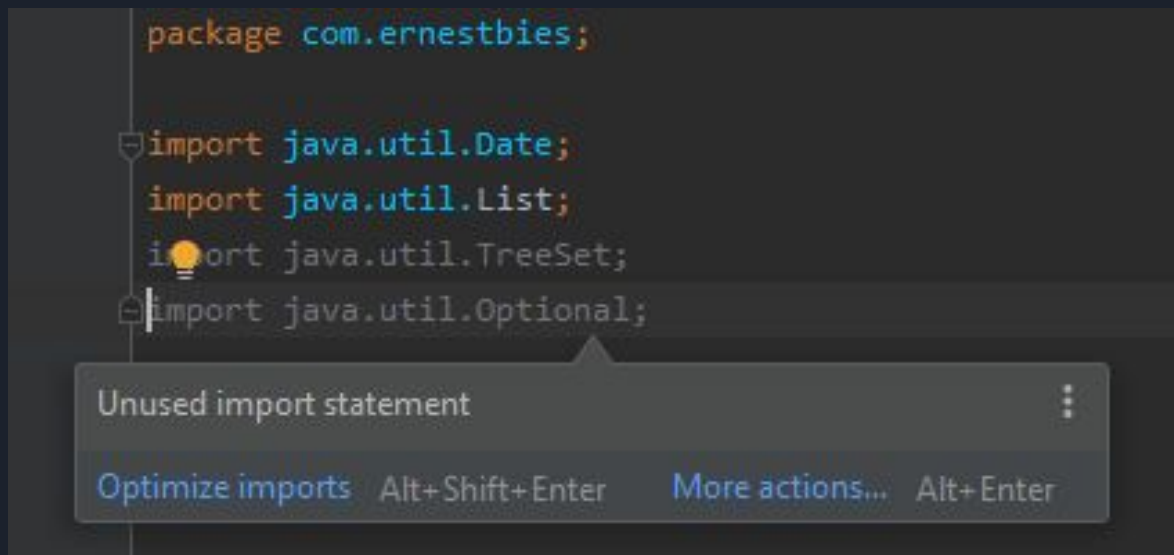 package com.ernestbies;
import java.util.Date;
import java.util.List;
import java.util.TreeSet;
import java.util.Optional;
Unused import statement
Optimize imports Alt+Shift+Enter More actions... Alt+Enter